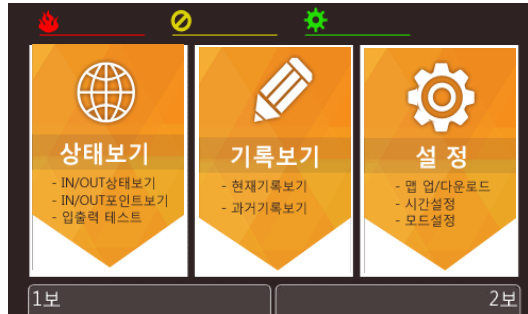 상태보기
- IN/OUT상태보기
- IN/OUT포인트보기
- 입출력 테스트
기록보기
- 현재기록보기
- 과거기록보기
설 정
- 맵 업/다운로드
- 시간설정
- 모드설정
1보
2보